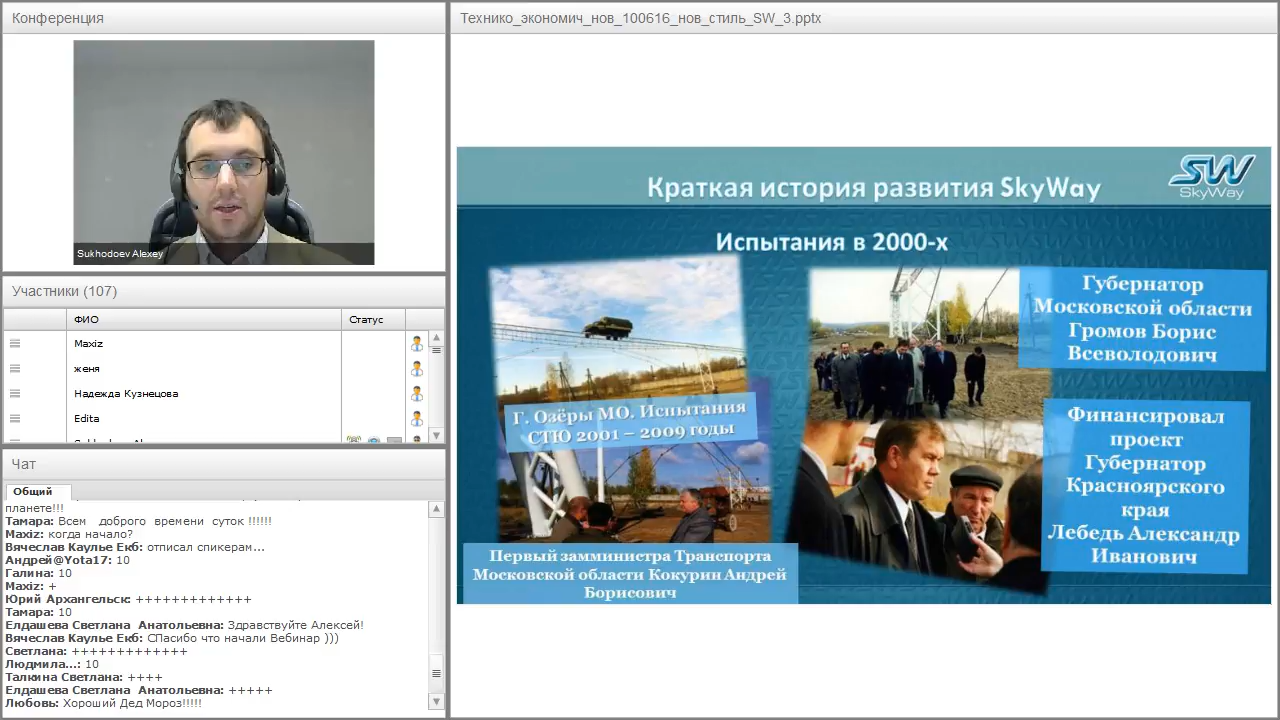 Конференция
Sukhodoev Alexey
Участники (107)
ФИО
Статус
Maxiz
женя
Надежда Кузнецова
Edita
Чат
Общий
планете!!!
Тамара: Всем доброго времени суток !!!!!!
Maxiz: когда начало?
Вячеслав Каулье Екб: отписал спикерам...
Андрей@Yota17: 10
Галина: 10
Maxiz: +
Юрий Архангельск: +++++++++++++
Тамара: 10
Елдашева Светлана Анатольевна: Здравствуйте Алексей!
Вячеслав Каулье Екб: СПасибо что начали Вебинар )))
Светлана: +++++++++++++
Людмила...: 10
Талкина Светлана: ++++
Елдашева Светлана Анатольевна: +++++
Любовь: Хороший Дед Мороз!!!!!
Технико_экономич_нов_100616_нов_стиль_SW_3.pptx
Краткая история развития SkyWay
SW
SkyWay
Испытания в 2000-х
Г. Озёры МО. Испытания
СТЮ 2001 – 2009 годы
Первый замминистра Транспорта
Московской области Кокурин Андрей
Борисович
Губернатор
Московской области
Громов Борис
Всеволодович
Финансировал
проект
Губернатор
Красноярского
края
Лебедь Александр
Иванович